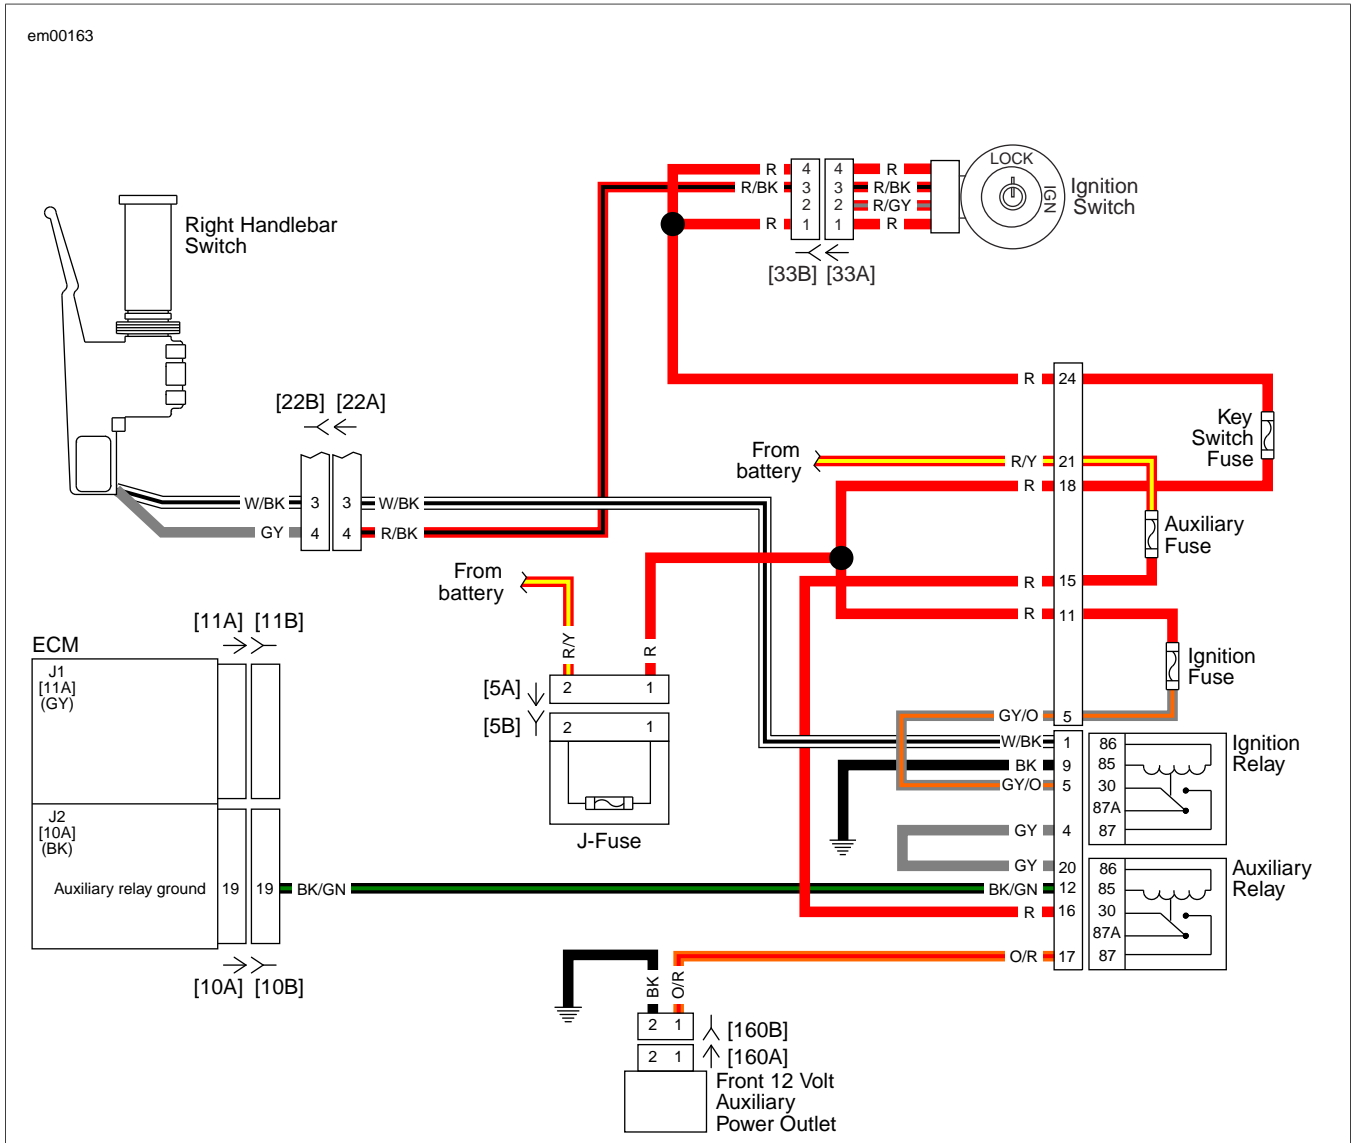 em00163
LOCK
IGN
Ignition
Switch
R 4 4 R
R/BK 3 3 R/BK
2 2 R/GY
R 1 1 R
[33B] [33A]
Right Handlebar
Switch
[22B] [22A]
W/BK 3 3 W/BK
GY 4 4 R/BK
R 24
Key
Switch
Fuse
From
battery
R/Y 21
R 18
Auxiliary
Fuse
R 15
R 11
Ignition
Fuse
GY/O 5
From
battery
R/Y
R
[5A]
2 1
[5B]
2 1
J-Fuse
[11A] [11B]
ECM
J1
[11A]
(GY)
J2
[10A]
(BK)
Auxiliary relay ground 19 19 BK/GN
[10A] [10B]
W/BK 1 86
BK 9 85
GY/O 5 30
87A
GY 4 87
Ignition
Relay
GY 20 86
BK/GN 12 85
R 16 30
87A
O/R 17 87
Auxiliary
Relay
BK
O/R
2 1
[160B]
2 1
[160A]
Front 12 Volt
Auxiliary
Power Outlet